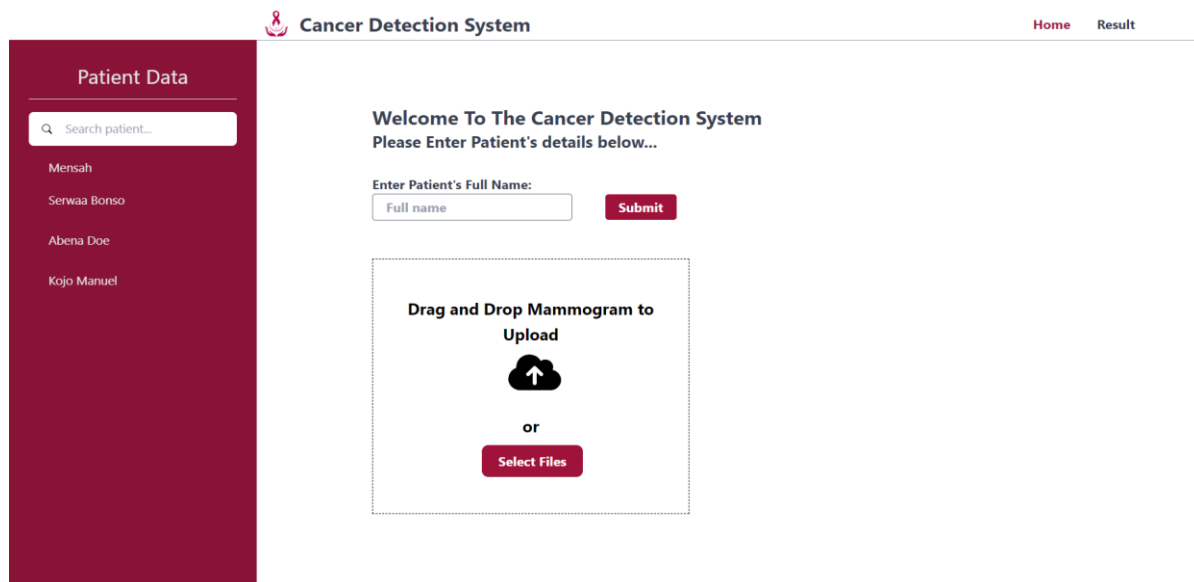 Cancer Detection System
Home
Result
Patient Data
Search patient...
Mensah
Serwaa Bonso
Abena Doe
Kojo Manuel
Welcome To The Cancer Detection System
Please Enter Patient's details below...
Enter Patient's Full Name:
Full name
Submit
Drag and Drop Mammogram to
Upload
or
Select Files